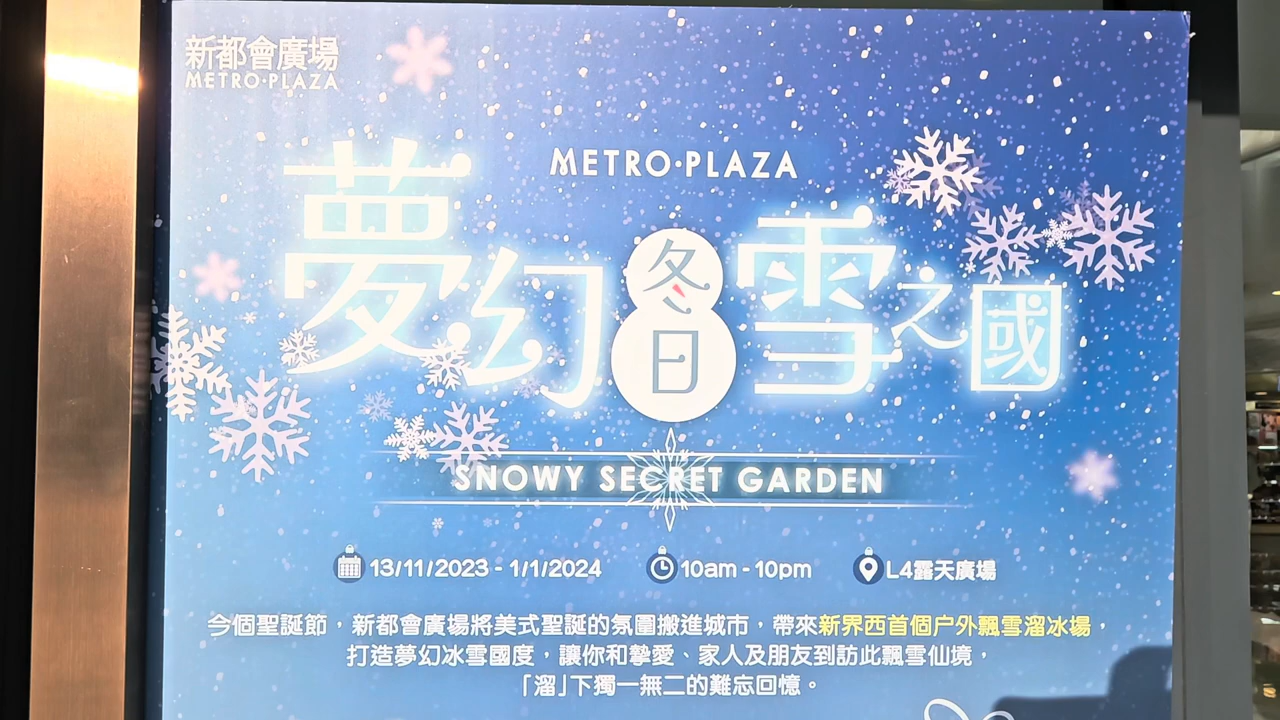 新都會廣場
METRO·PLAZA
METRO·PLAZA
夢幻冬日雪之國
SNOWY SECRET GARDEN
13/11/2023 - 1/1/2024 10am - 10pm L4露天廣場
今個聖誕節，新都會廣場將美式聖誕的氛圍搬進城市，帶來新界西首個户外飄雪溜冰場，
打造夢幻冰雪國度，讓你和摯愛、家人及朋友到訪此飄雪仙境，
「溜」下獨一無二的難忘回憶。